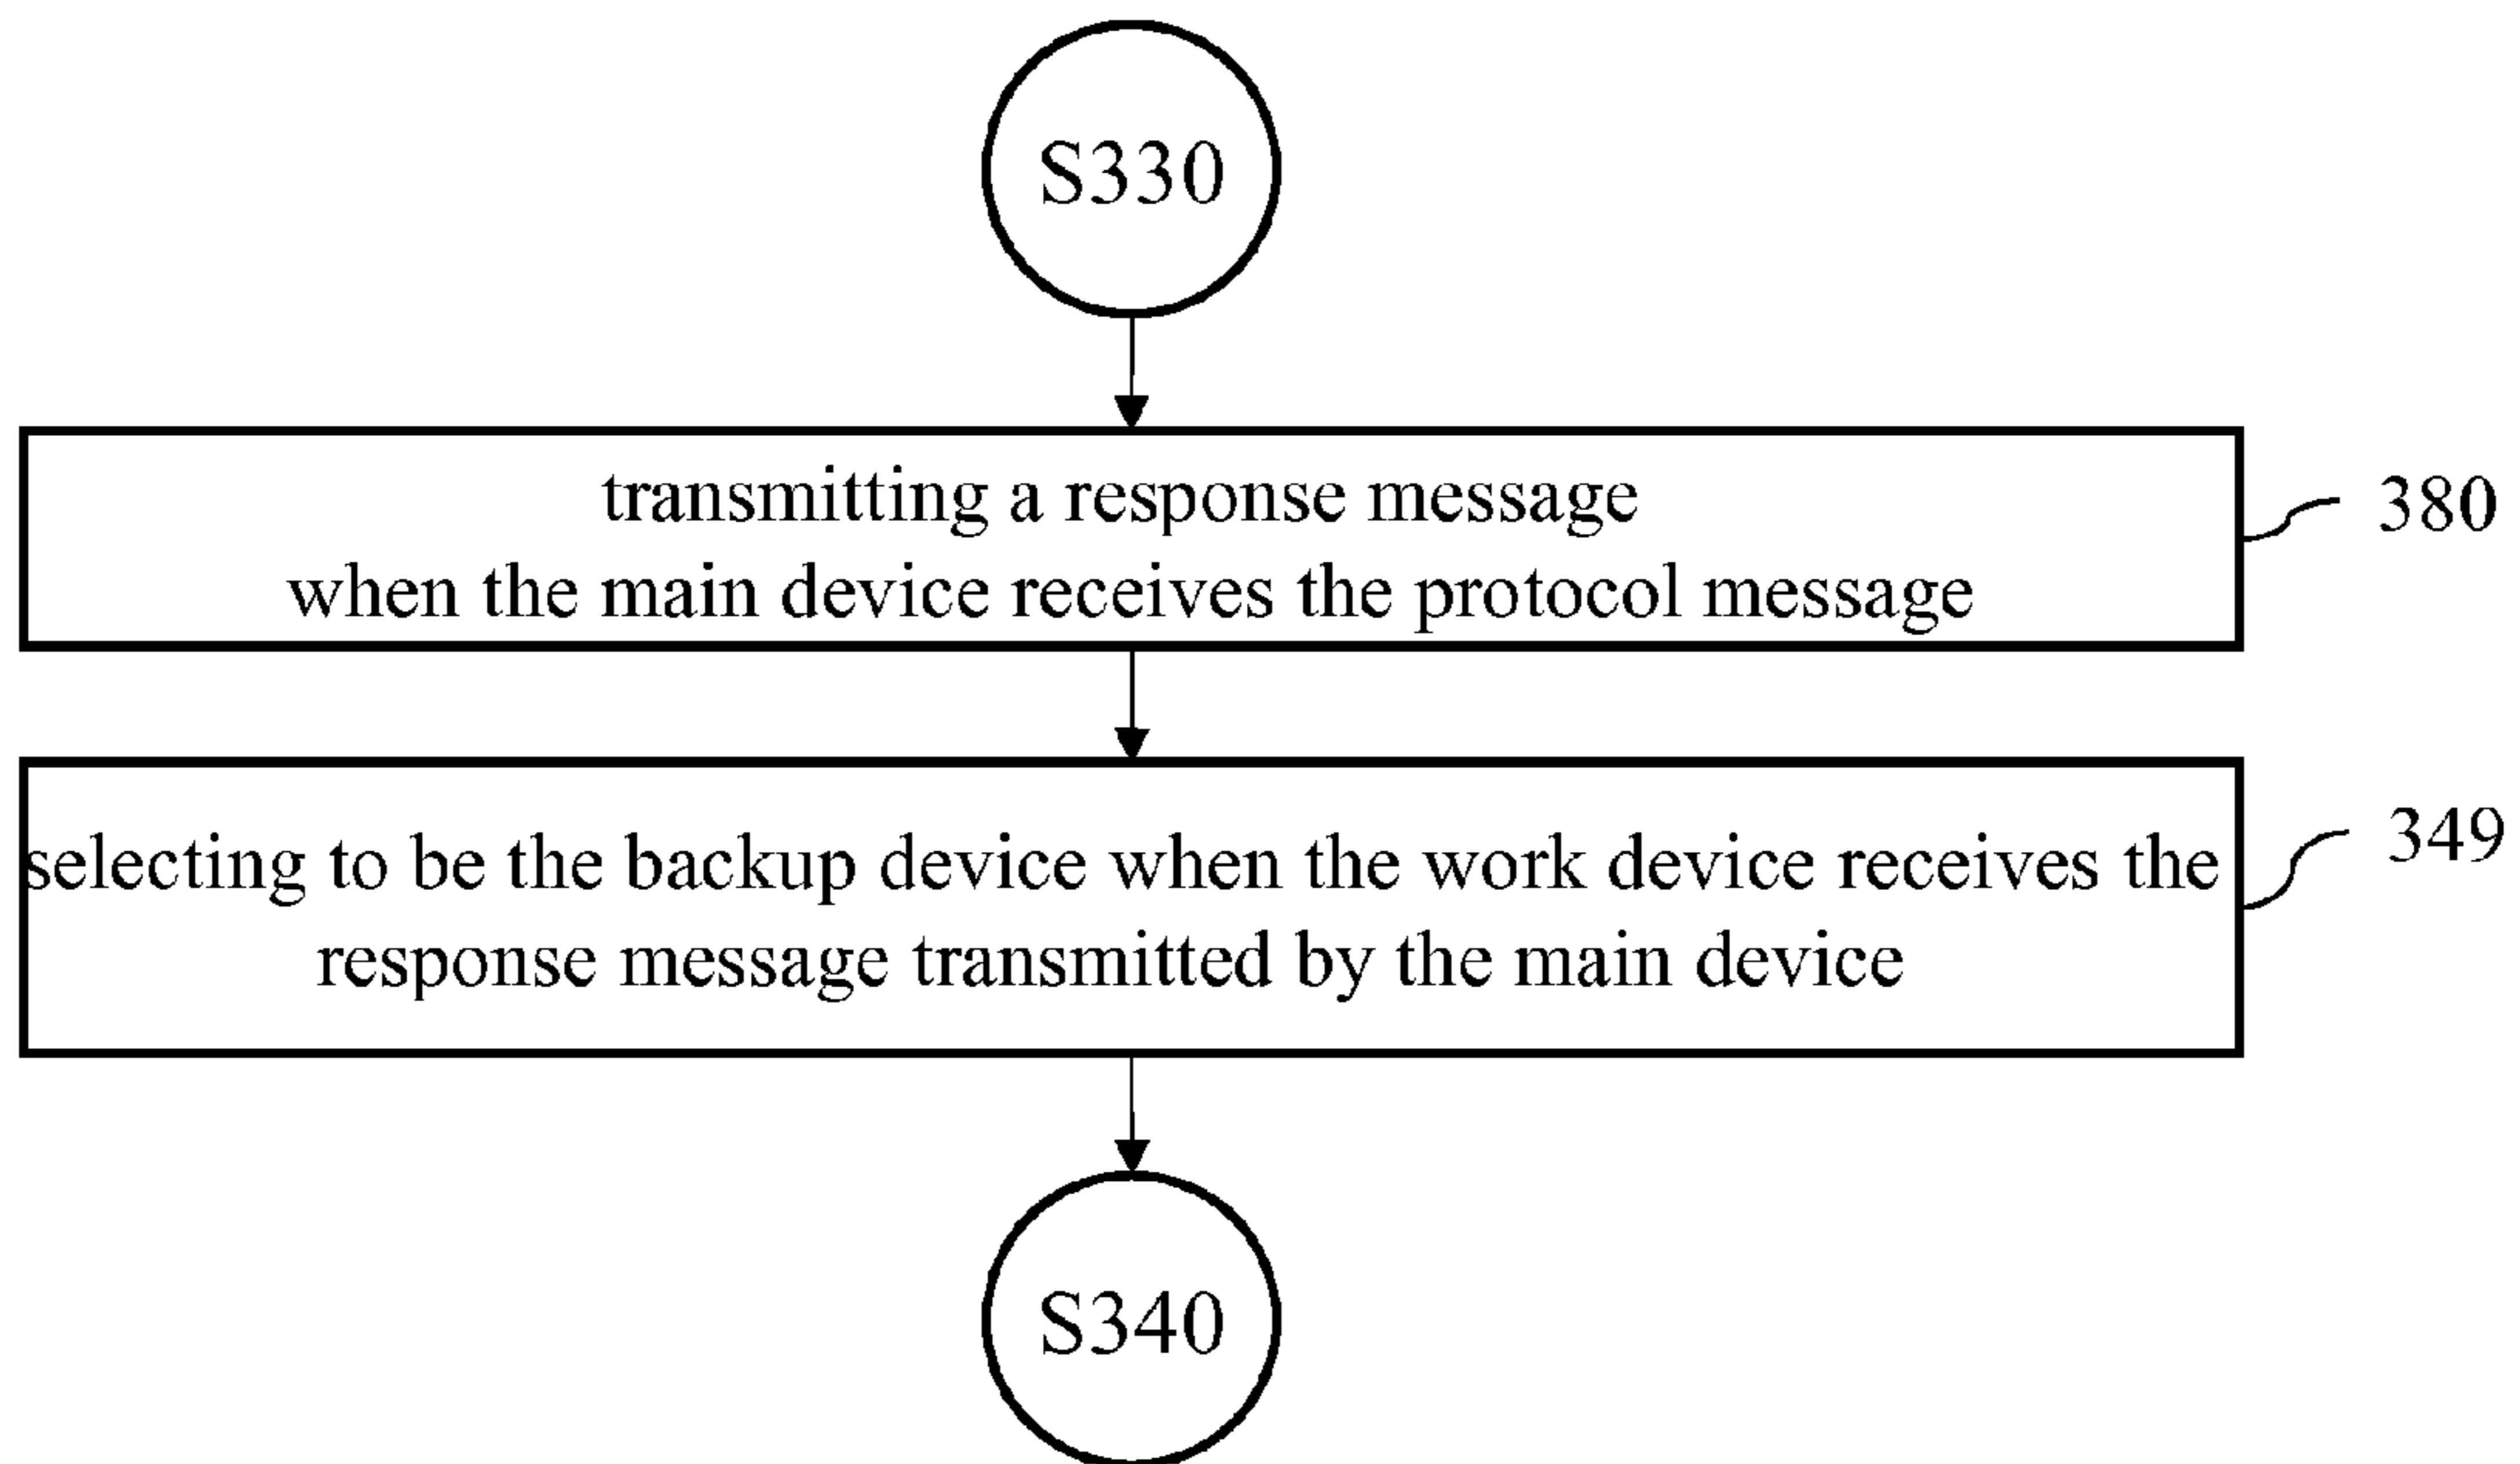 S330
transmitting a response message
when the main device receives the protocol message
380
selecting to be the backup device when the work device receives the
response message transmitted by the main device
349
S340